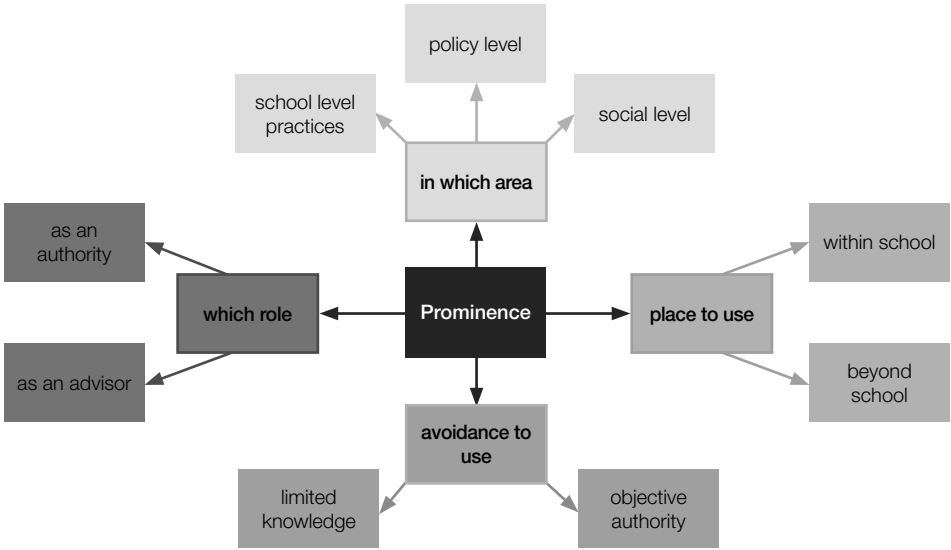 policy level
school level
practices
social level
in which area
as an
authority
within school
which role
Prominence
place to use
as an advisor
beyond
school
avoidance to
use
limited
knowledge
objective
authority